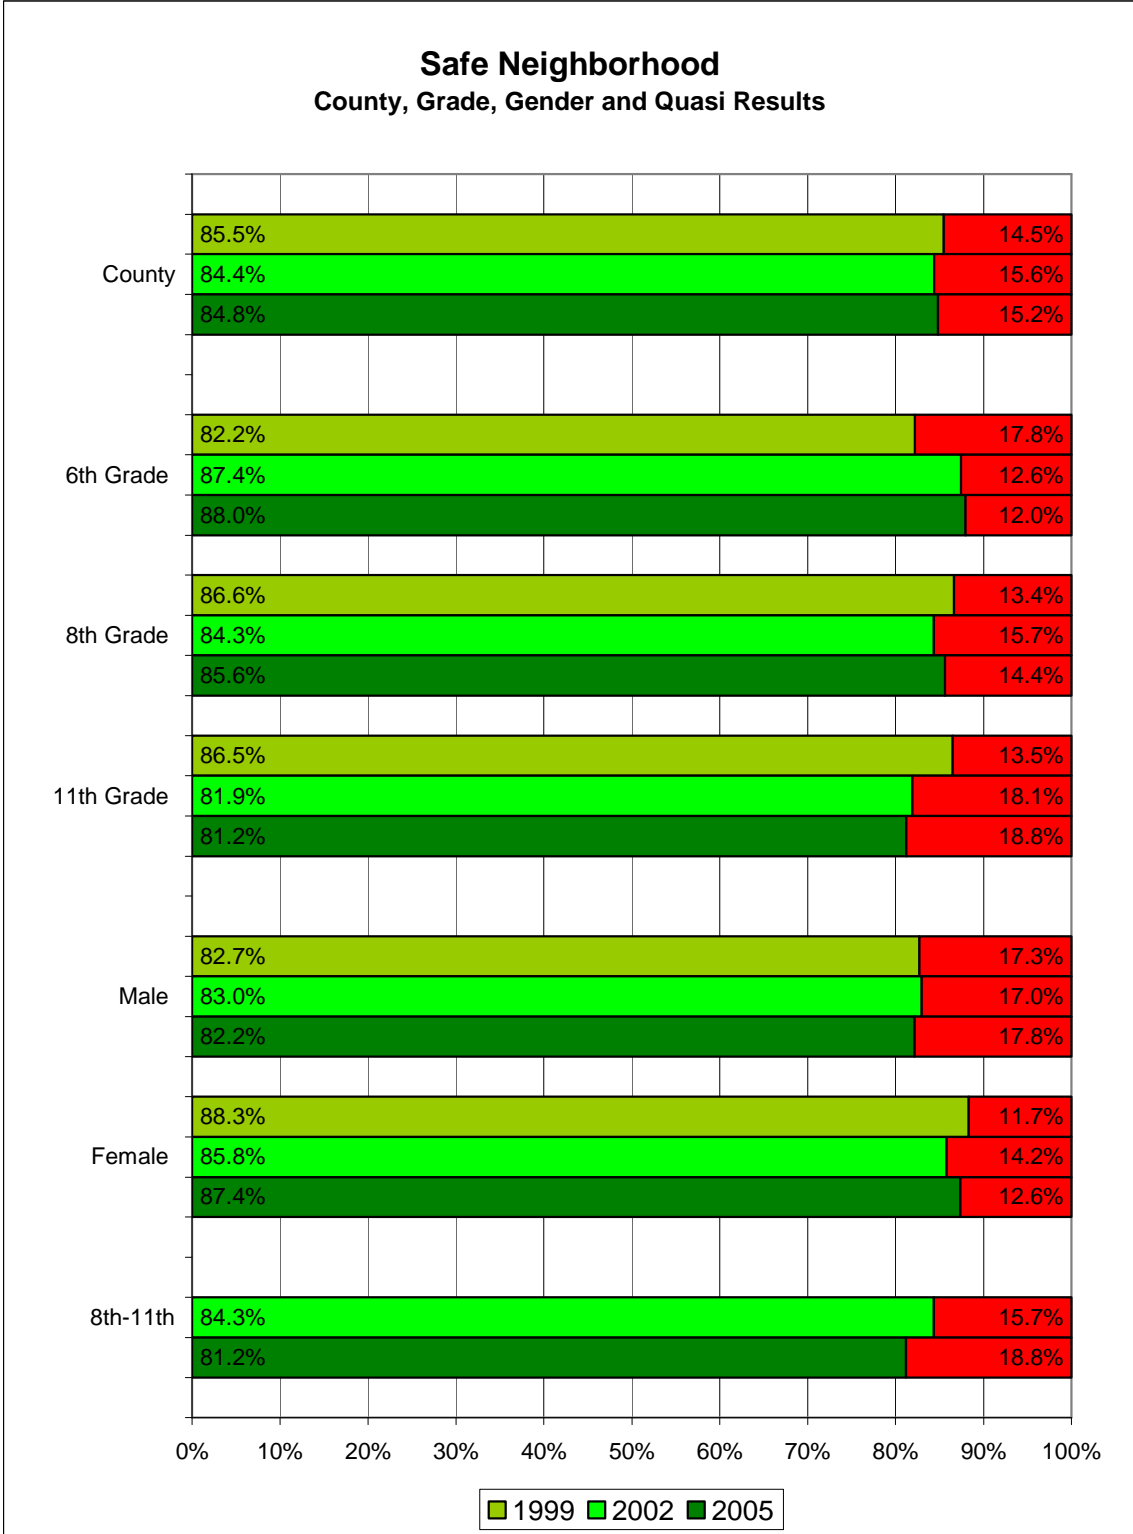 Safe Neighborhood
County, Grade, Gender and Quasi Results
County
85.5% 14.5%
84.4% 15.6%
84.8% 15.2%
6th Grade
82.2% 17.8%
87.4% 12.6%
88.0% 12.0%
8th Grade
86.6% 13.4%
84.3% 15.7%
85.6% 14.4%
11th Grade
86.5% 13.5%
81.9% 18.1%
81.2% 18.8%
Male
82.7% 17.3%
83.0% 17.0%
82.2% 17.8%
Female
88.3% 11.7%
85.8% 14.2%
87.4% 12.6%
8th-11th
84.3% 15.7%
81.2% 18.8%
0% 10% 20% 30% 40% 50% 60% 70% 80% 90% 100%
1999 2002 2005